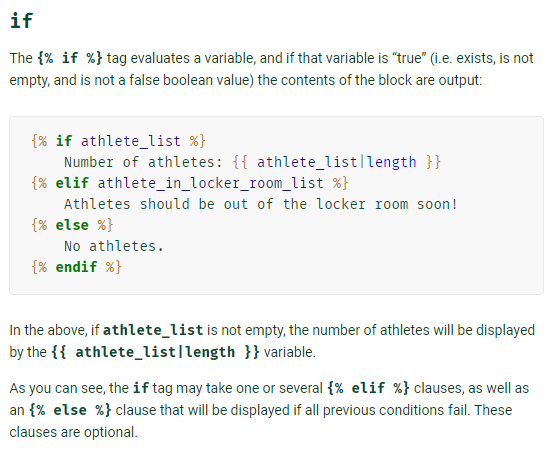 if
The {% if %} tag evaluates a variable, and if that variable is “true” (i.e. exists, is not
empty, and is not a false boolean value) the contents of the block are output:
{% if athlete_list %}
    Number of athletes: {{ athlete_list|length }}
{% elif athlete_in_locker_room_list %}
    Athletes should be out of the locker room soon!
{% else %}
    No athletes.
{% endif %}
In the above, if athlete_list is not empty, the number of athletes will be displayed
by the {{ athlete_list|length }} variable.
As you can see, the if tag may take one or several {% elif %} clauses, as well as
an {% else %} clause that will be displayed if all previous conditions fail. These
clauses are optional.